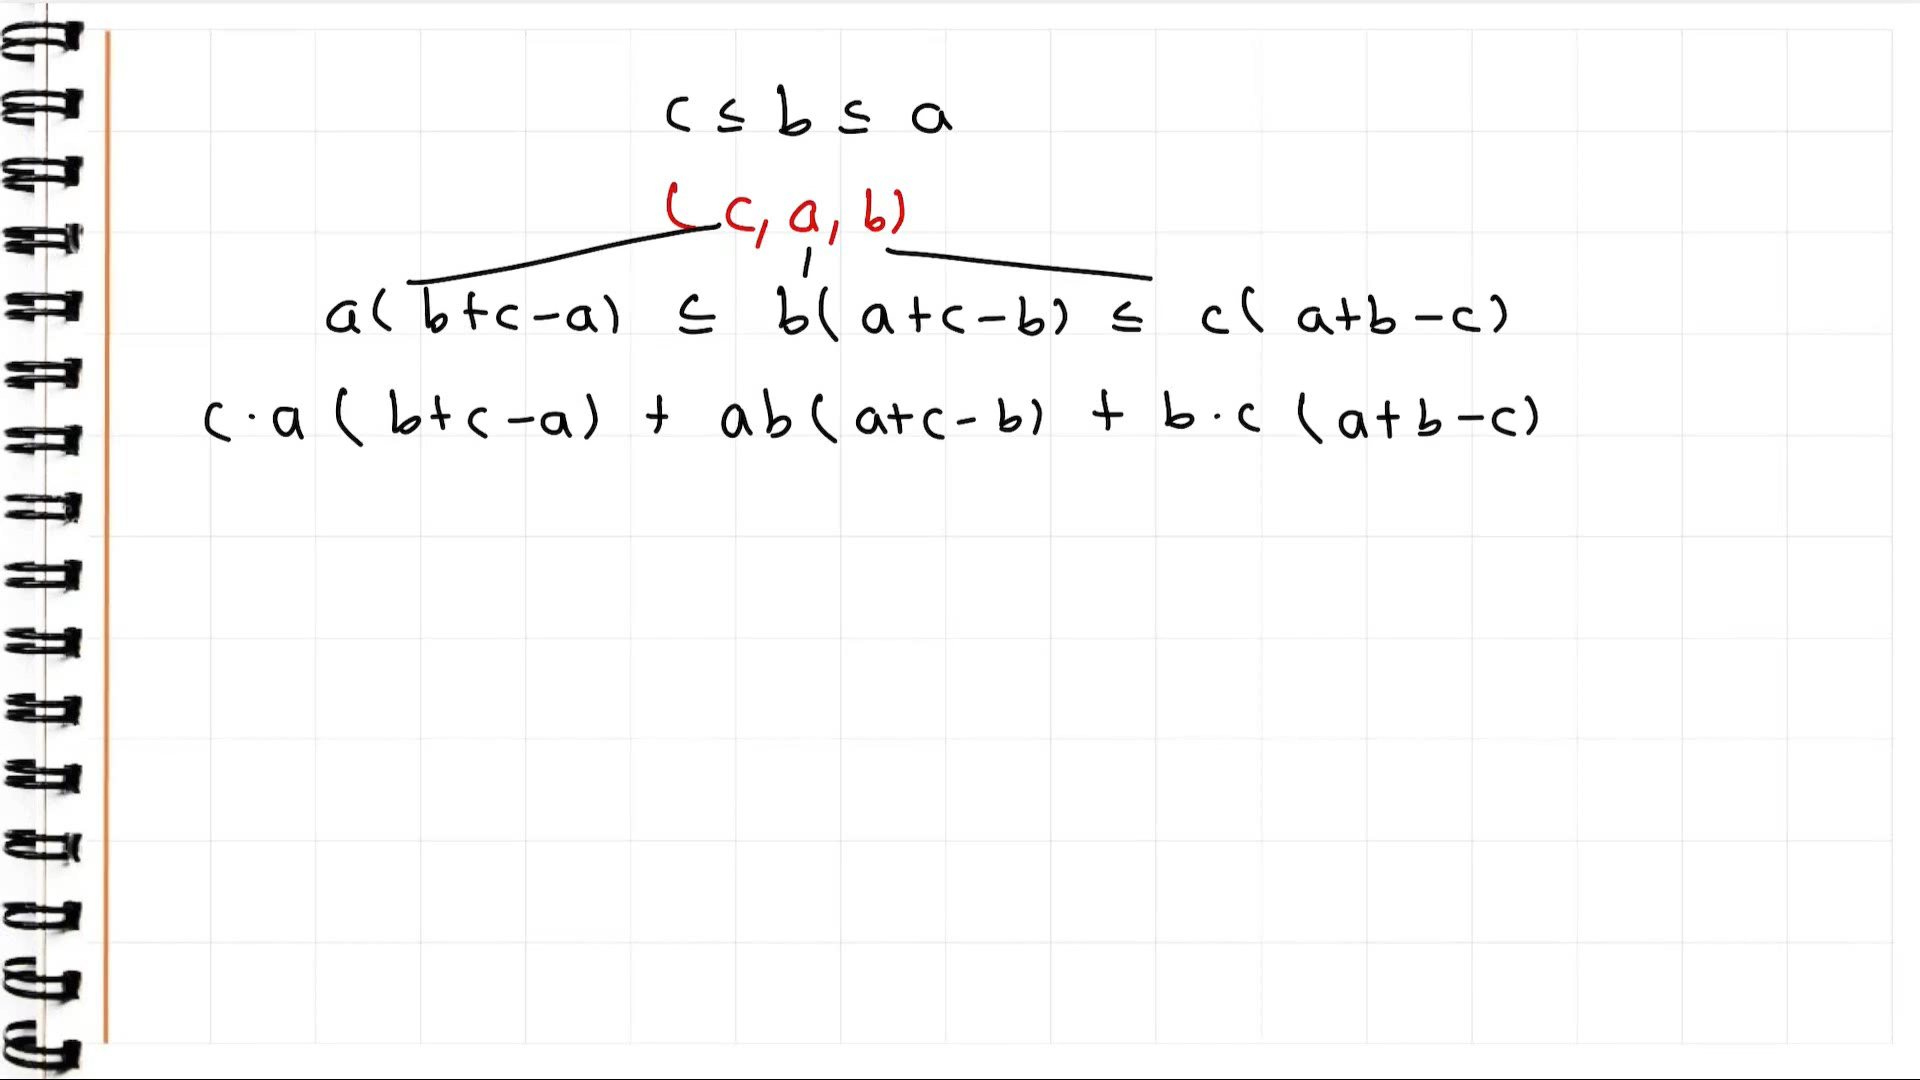 c ≤ b ≤ a
(c, a, b)
a(b+c-a) ≤ b(a+c-b) ≤ c(a+b-c)
c·a(b+c-a) + ab(a+c-b) + b·c(a+b-c)